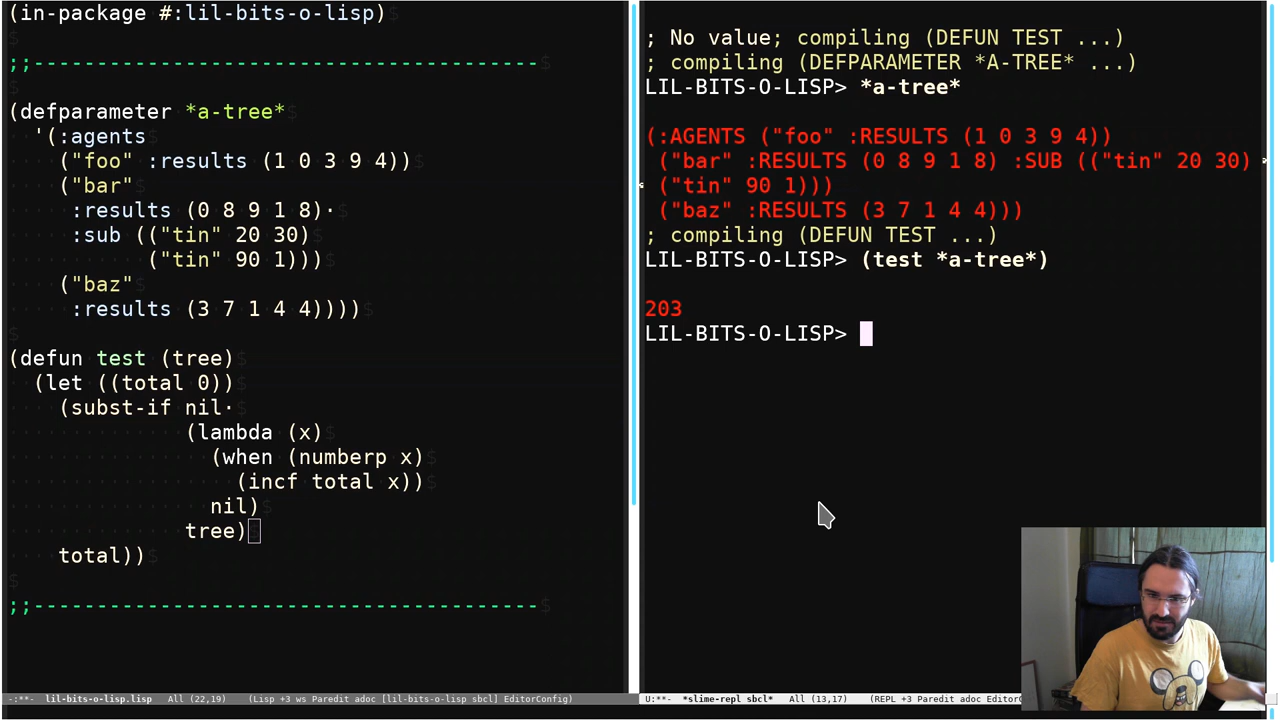 (in-package #:lil-bits-o-lisp)
;;-----------------------------------------
(defparameter *a-tree*
'(:agents
("foo" :results (1 0 3 9 4))
("bar"
:results (0 8 9 1 8)
:sub (("tin" 20 30)
("tin" 90 1)))
("baz"
:results (3 7 1 4 4))))
(defun test (tree)
(let ((total 0))
(subst-if nil
(lambda (x)
(when (numberp x)
(incf total x))
nil)
tree)
total))
;;-----------------------------------------
-:**- lil-bits-o-lisp.lisp All (22,19) (Lisp +3 ws Paredit adoc [lil-bits-o-lisp sbcl] EditorConfig)
; No value; compiling (DEFUN TEST ...)
; compiling (DEFPARAMETER *A-TREE* ...)
LIL-BITS-O-LISP> *a-tree*
(:AGENTS ("foo" :RESULTS (1 0 3 9 4))
("bar" :RESULTS (0 8 9 1 8) :SUB (("tin" 20 30)
("tin" 90 1)))
("baz" :RESULTS (3 7 1 4 4)))
; compiling (DEFUN TEST ...)
LIL-BITS-O-LISP> (test *a-tree*)
203
LIL-BITS-O-LISP>
U:**- *slime-repl sbcl* All (13,17) (REPL +3 Paredit adoc EditorC